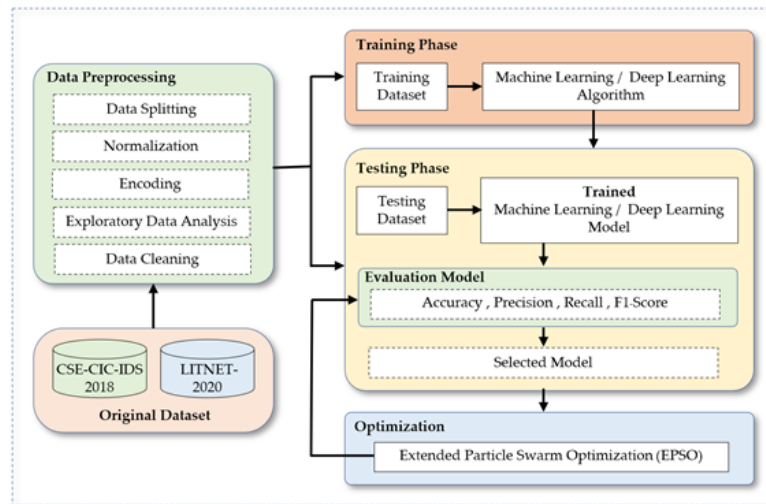 Data Preprocessing
Data Splitting
Normalization
Encoding
Exploratory Data Analysis
Data Cleaning
CSE-CIC-IDS
2018
LITNET-
2020
Original Dataset
Training Phase
Training
Dataset
Machine Learning / Deep Learning
Algorithm
Testing Phase
Testing
Dataset
Trained
Machine Learning / Deep Learning
Model
Evaluation Model
Accuracy , Precision , Recall , F1-Score
Selected Model
Optimization
Extended Particle Swarm Optimization (EPSO)